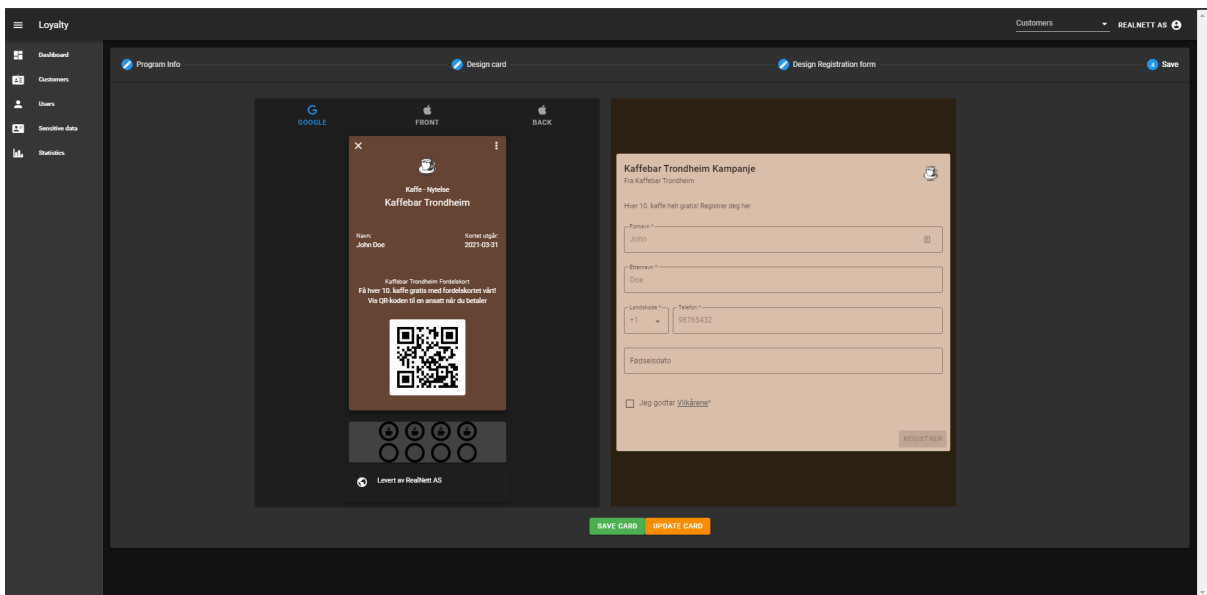 Loyalty
Customers
REALNETT AS
Dashboard
Customers
Users
Sensitive data
Statistics
Program Info
Design card
Design Registration form
4 Save
GOOGLE
FRONT
BACK
Kaffe - Nytelse
Kaffebar Trondheim
Navn: Kortet utgår:
John Doe 2021-03-31
Kaffebar Trondheim Fordelskort
Få hver 10. kaffe gratis med fordelskortet vårt!
Vis QR-koden til en ansatt når du betaler
Levert av RealNett AS
Kaffebar Trondheim Kampanje
Fra Kaffebar Trondheim
Hver 10. kaffe helt gratis! Registrer deg her
Fornavn *
John
Etternavn *
Doe
Landskode * Telefon *
+1 98765432
Fødselsdato
Jeg godtar Vilkårene*
REGISTRER
SAVE CARD UPDATE CARD